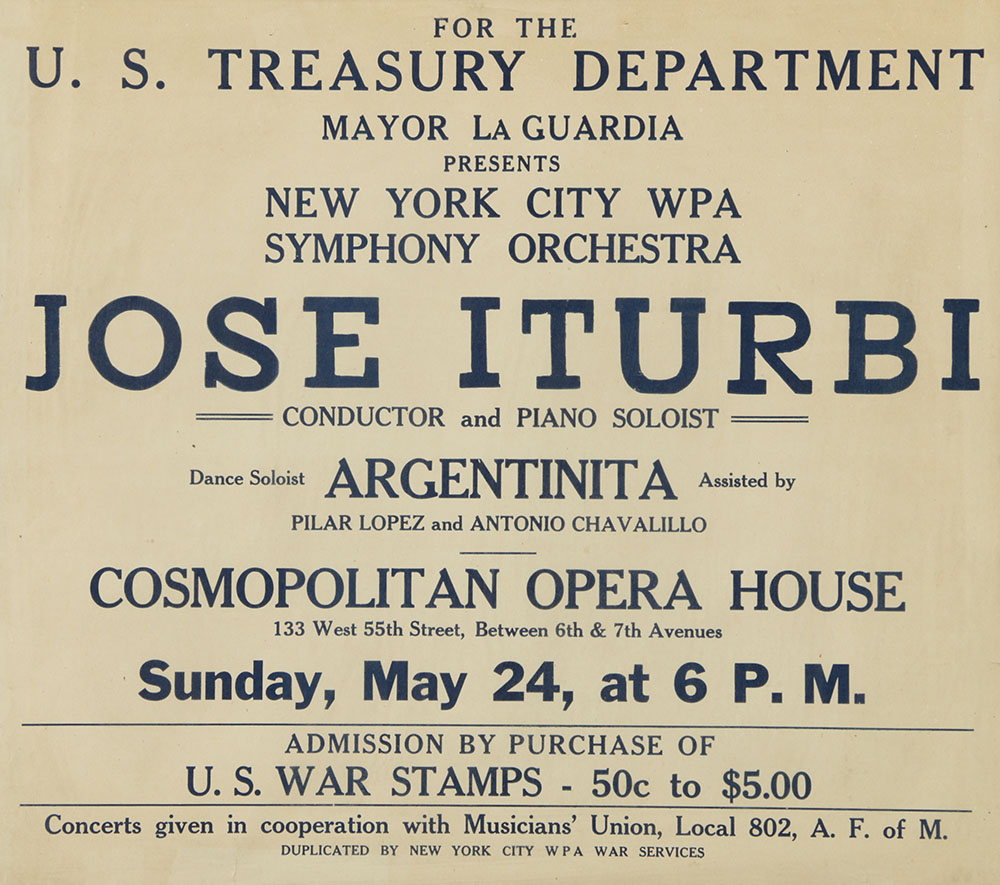 FOR THE
U. S. TREASURY DEPARTMENT
MAYOR LA GUARDIA
PRESENTS
NEW YORK CITY WPA
SYMPHONY ORCHESTRA
JOSE ITURBI
CONDUCTOR and PIANO SOLOIST
Dance Soloist ARGENTINITA Assisted by
PILAR LOPEZ and ANTONIO CHAVALILLO
COSMOPOLITAN OPERA HOUSE
133 West 55th Street, Between 6th & 7th Avenues
Sunday, May 24, at 6 P. M.
ADMISSION BY PURCHASE OF
U. S. WAR STAMPS - 50c to $5.00
Concerts given in cooperation with Musicians' Union, Local 802, A. F. of M.
DUPLICATED BY NEW YORK CITY WPA WAR SERVICES